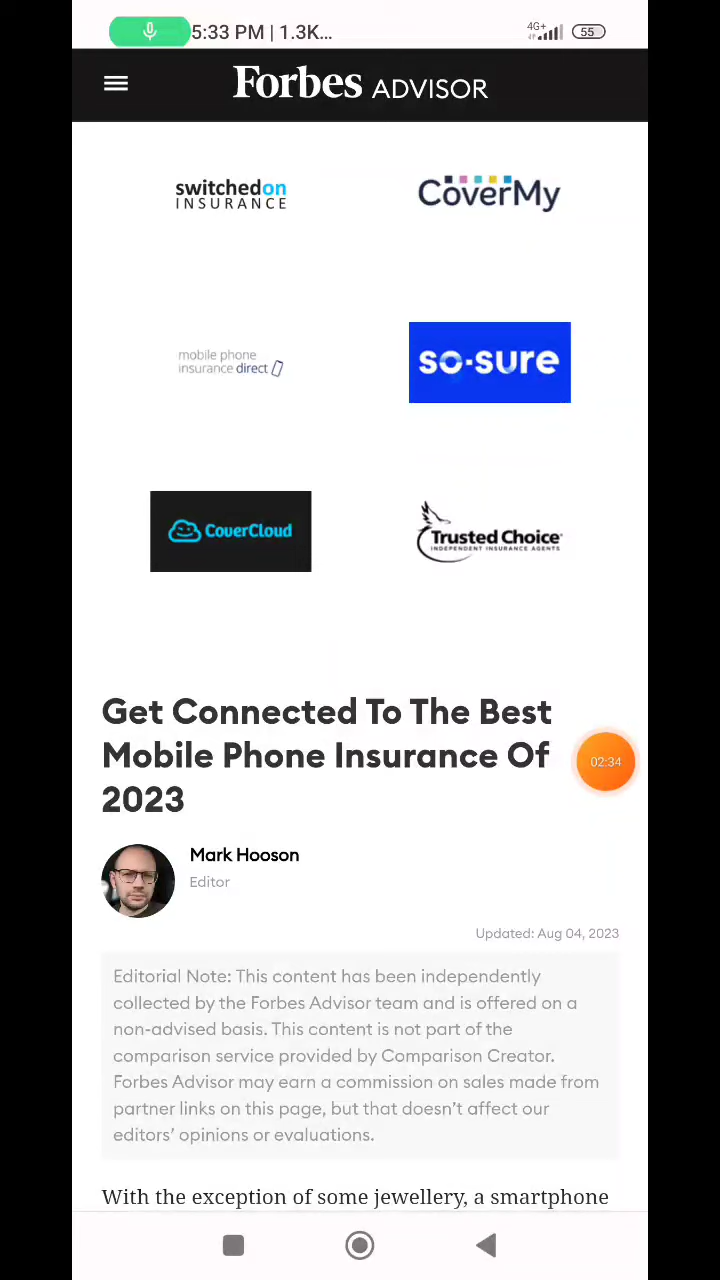 5:33 PM | 1.3K...
4G+
55
Forbes ADVISOR
switchedon
INSURANCE
CoverMy
mobile phone
insurance direct
so-sure
CoverCloud
Trusted Choice
INDEPENDENT INSURANCE AGENTS
Get Connected To The Best
Mobile Phone Insurance Of
2023
02:34
Mark Hooson
Editor
Updated: Aug 04, 2023
Editorial Note: This content has been independently
collected by the Forbes Advisor team and is offered on a
non-advised basis. This content is not part of the
comparison service provided by Comparison Creator.
Forbes Advisor may earn a commission on sales made from
partner links on this page, but that doesn't affect our
editors' opinions or evaluations.
With the exception of some jewellery, a smartphone